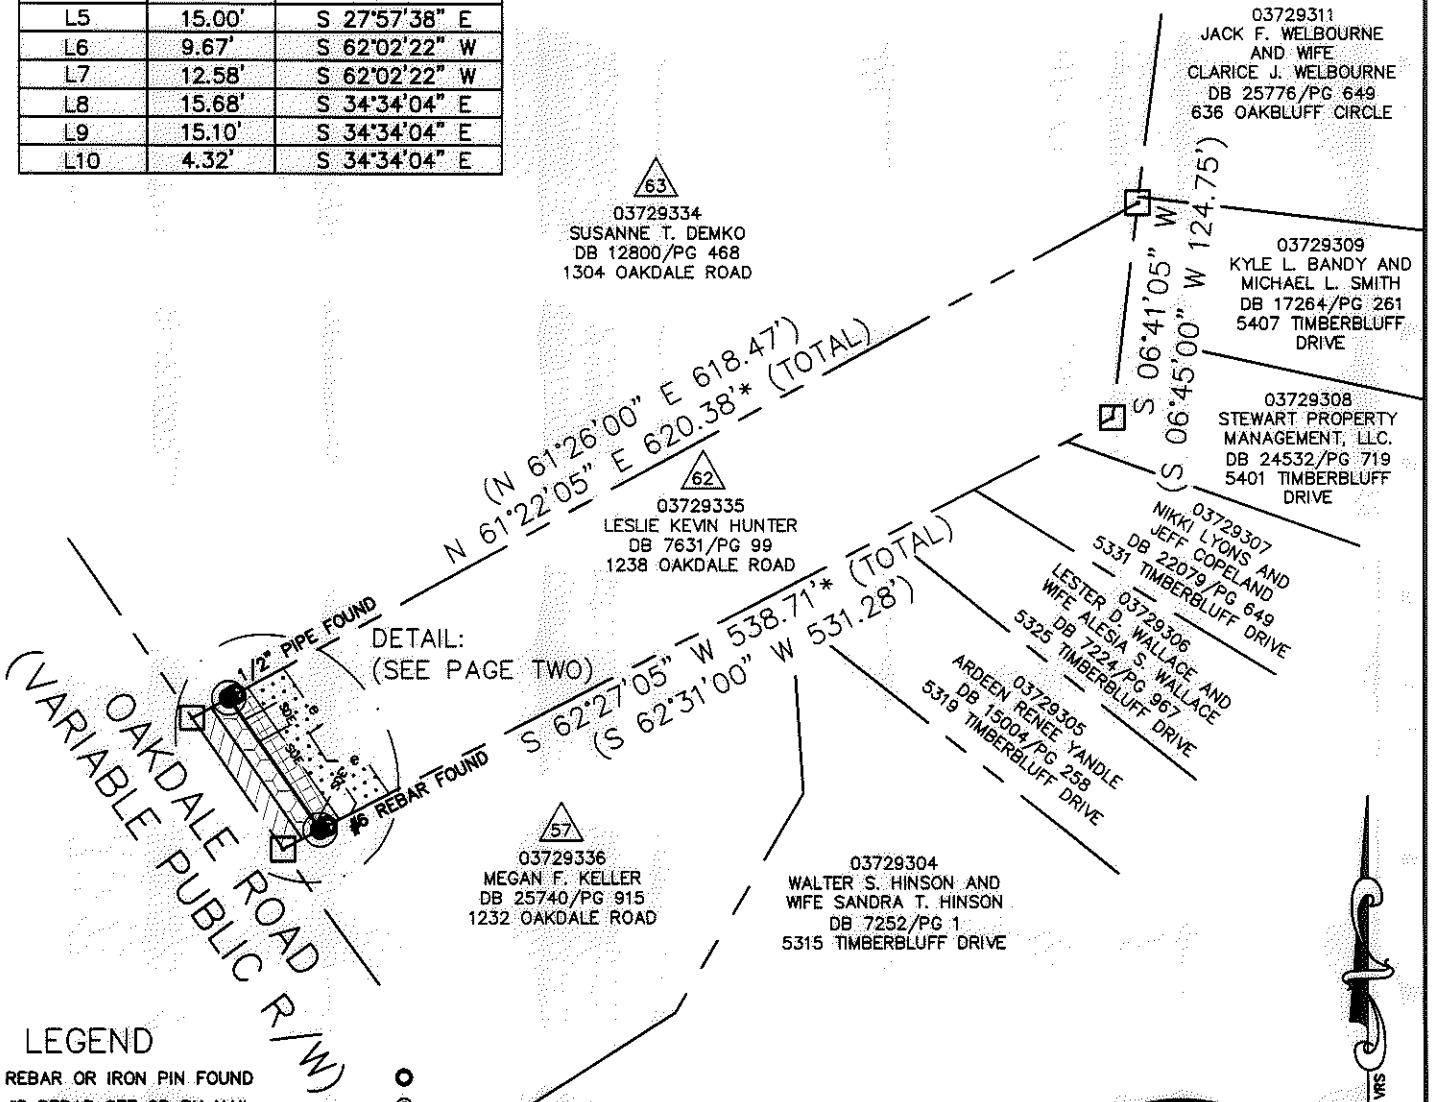 L5 15.00' S 27°57'38" E
L6 9.67' S 62°02'22" W
L7 12.58' S 62°02'22" W
L8 15.68' S 34°34'04" E
L9 15.10' S 34°34'04" E
L10 4.32' S 34°34'04" E
03729311
JACK F. WELBOURNE
AND WIFE
CLARICE J. WELBOURNE
DB 25776/PG 649
636 OAKBLUFF CIRCLE
63
03729334
SUSANNE T. DEMKO
DB 12800/PG 468
1304 OAKDALE ROAD
S 06°41'05" W
(S 06°45'00" W 124.75')
03729309
KYLE L. BANDY AND
MICHAEL L. SMITH
DB 17264/PG 261
5407 TIMBERBLUFF
DRIVE
03729308
STEWART PROPERTY
MANAGEMENT, LLC.
DB 24532/PG 719
5401 TIMBERBLUFF
DRIVE
(N 61°26'00" E 618.47')
N 61°22'05" E 620.38'* (TOTAL)
62
03729335
LESLIE KEVIN HUNTER
DB 7631/PG 99
1238 OAKDALE ROAD
03729307
NIKKI LYONS AND
JEFF COPELAND
DB 22079/PG 649
5331 TIMBERBLUFF DRIVE
03729306
LESTER D. WALLACE AND
WIFE ALESIA S. WALLACE
DB 7224/PG 967
5325 TIMBERBLUFF DRIVE
03729305
ARDEEN RENEE YANDLE
DB 15004/PG 258
5319 TIMBERBLUFF DRIVE
S 62°27'05" W 538.71'* (TOTAL)
(S 62°31'00" W 531.28')
1/2" PIPE FOUND
DETAIL:
(SEE PAGE TWO)
e
SDE
SDE
SDE
e
#6 REBAR FOUND
OAKDALE ROAD
(VARIABLE PUBLIC R/W)
57
03729336
MEGAN F. KELLER
DB 25740/PG 915
1232 OAKDALE ROAD
03729304
WALTER S. HINSON AND
WIFE SANDRA T. HINSON
DB 7252/PG 1
5315 TIMBERBLUFF DRIVE
LEGEND
REBAR OR IRON PIN FOUND
VRS